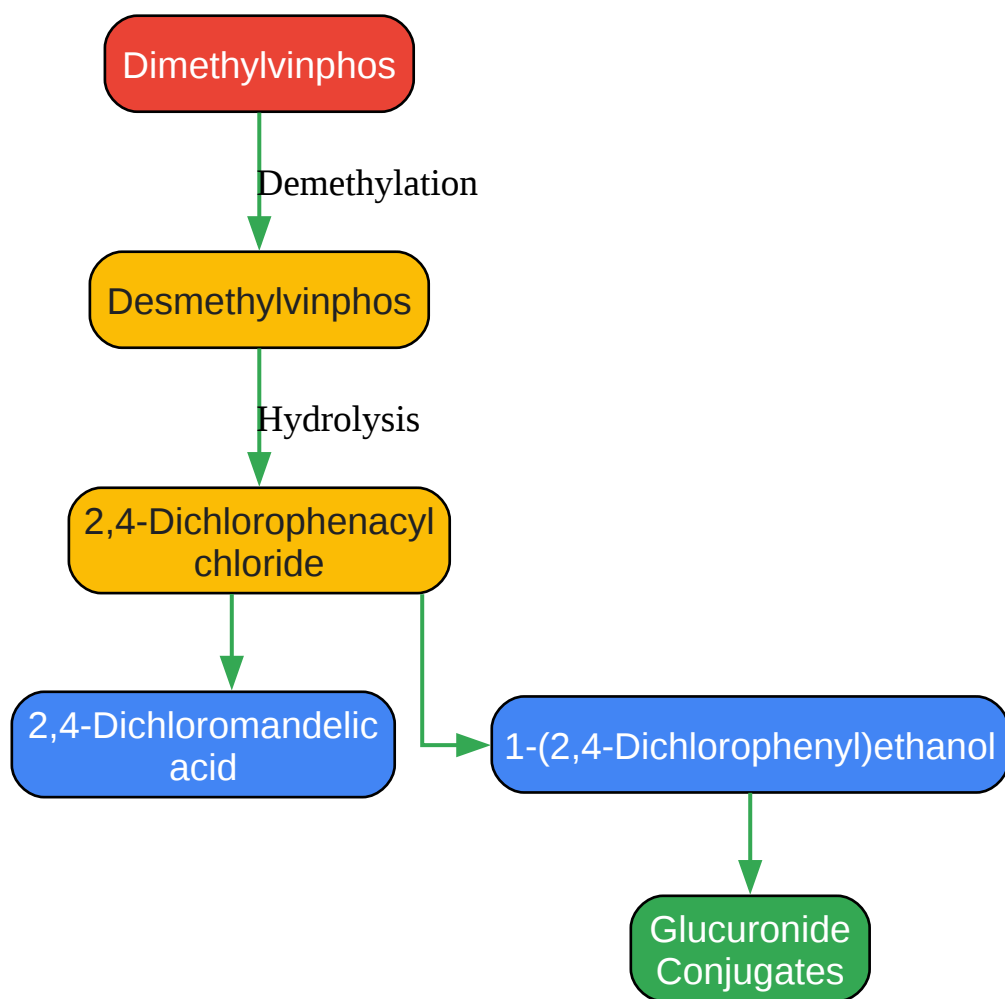 Dimethylvinphos
Demethylation
Desmethylvinphos
Hydrolysis
2,4-Dichlorophenacyl
chloride
2,4-Dichloromandelic
acid
1-(2,4-Dichlorophenyl)ethanol
Glucuronide
Conjugates